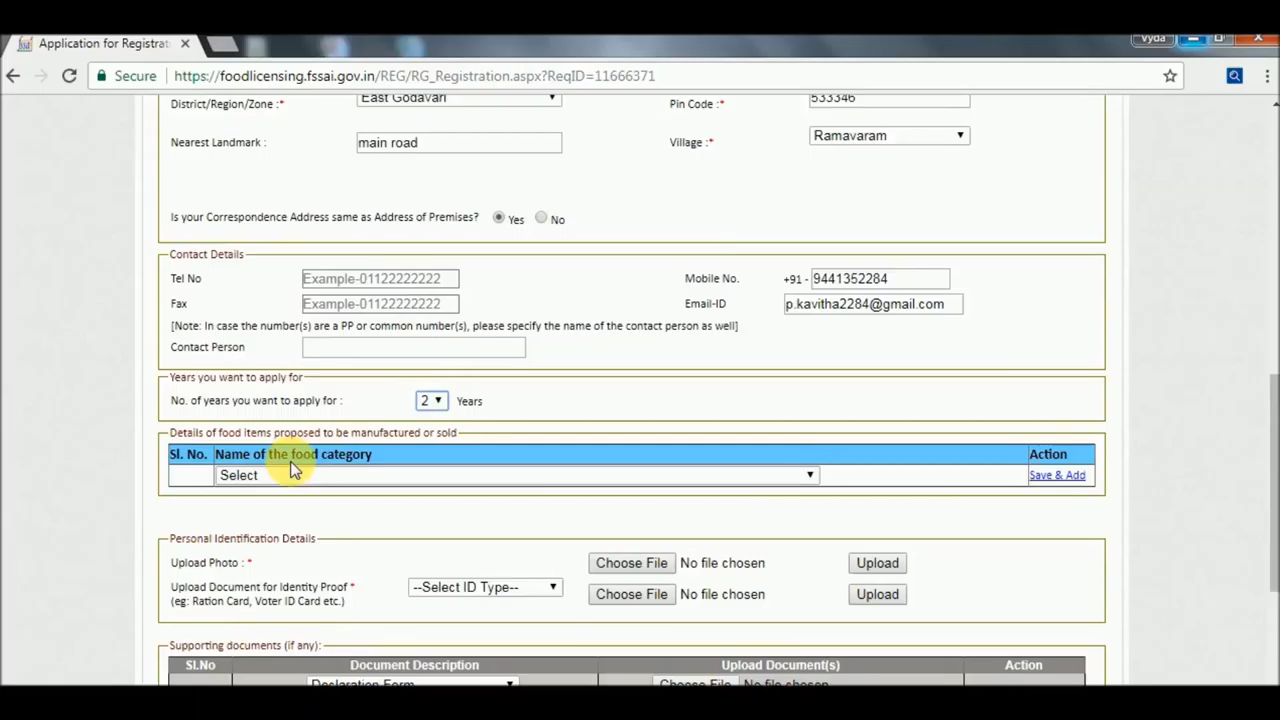 Application for Registrat
Vyda
Secure https://foodlicensing.fssai.gov.in/REG/RG_Registration.aspx?ReqID=11666371
District/Region/Zone :* East Godavari Pin Code :* 533346
Nearest Landmark : main road Village :* Ramavaram
Is your Correspondence Address same as Address of Premises? Yes No
Contact Details
Tel No Example-01122222222 Mobile No. +91 - 9441352284
Fax Example-01122222222 Email-ID p.kavitha2284@gmail.com
[Note: In case the number(s) are a PP or common number(s), please specify the name of the contact person as well]
Contact Person
Years you want to apply for
No. of years you want to apply for : 2 Years
Details of food items proposed to be manufactured or sold
Sl. No. Name of the food category Action
Select Save & Add
Personal Identification Details
Upload Photo : * Choose File No file chosen Upload
Upload Document for Identity Proof * --Select ID Type-- Choose File No file chosen Upload
(eg: Ration Card, Voter ID Card etc.)
Supporting documents (if any):
Sl.No Document Description Upload Document(s) Action
Declaration Form Choose File No file chosen